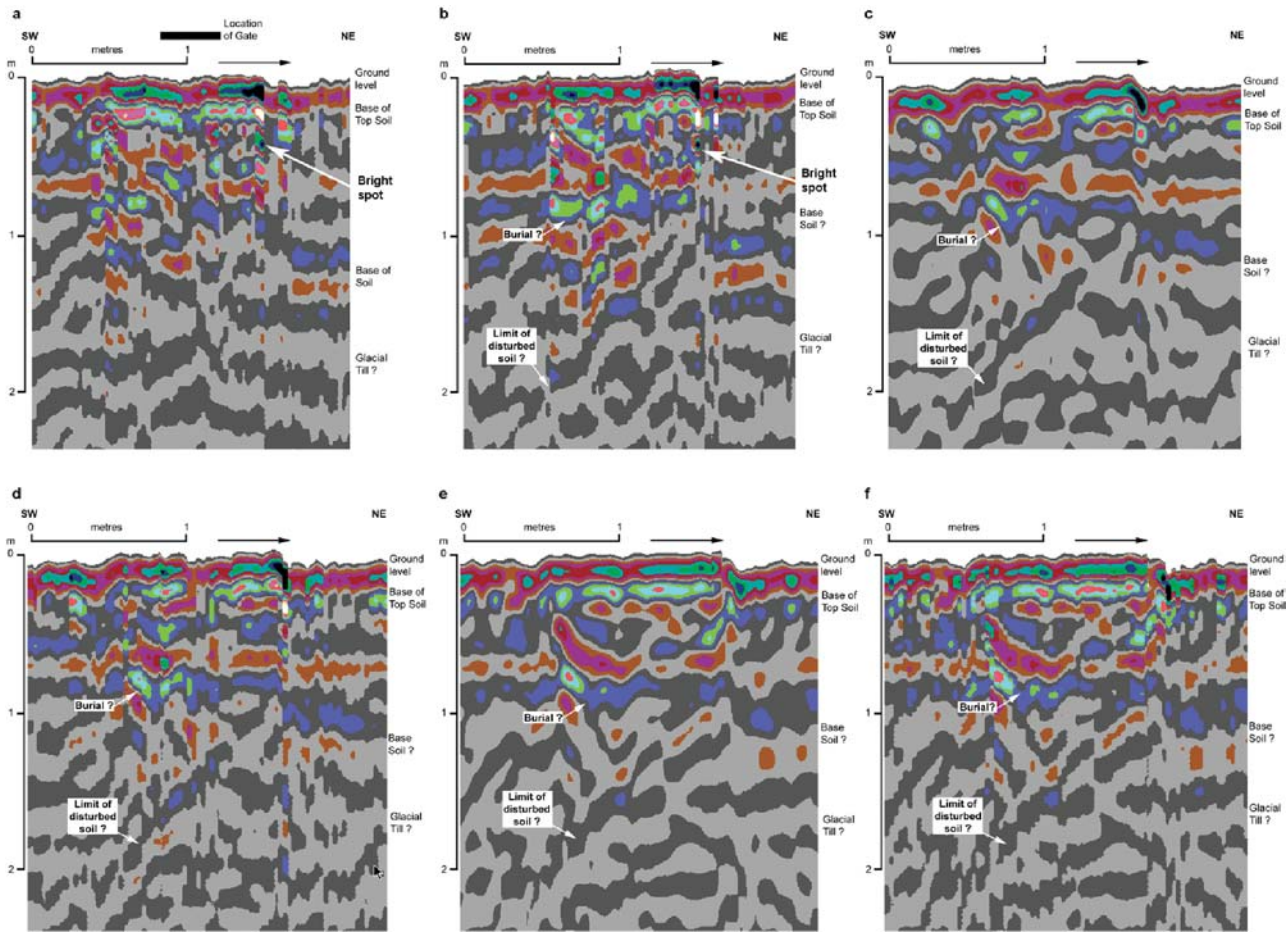 a
SW
0
metres
1
Location
of Gate
NE
m
0
1
2
Ground
level
Base of
Top Soil
Bright
spot
Base of
Soil
Glacial
Till ?
b
SW
0
metres
1
NE
m
0
1
2
Ground
level
Base of
Top Soil
Bright
spot
Base
Soil ?
Burial ?
Limit of
disturbed
soil ?
Glacial
Till ?
c
SW
0
metres
1
NE
m
0
1
2
Ground
level
Base of
Top Soil
Burial ?
Base
Soil ?
Limit of
disturbed
soil ?
Glacial
Till ?
d
SW
0
metres
1
NE
m
0
1
2
Ground
level
Base of
Top Soil
Burial ?
Base
Soil ?
Limit of
disturbed
soil ?
Glacial
Till ?
e
SW
0
metres
1
NE
m
0
1
2
Ground
level
Base of
Top Soil
Burial ?
Base
Soil ?
Limit of
disturbed
soil ?
Glacial
Till ?
f
SW
0
metres
1
NE
m
0
1
2
Ground
level
Base of
Top Soil
Burial?
Base
Soil ?
Limit of
disturbed
soil ?
Glacial
Till ?